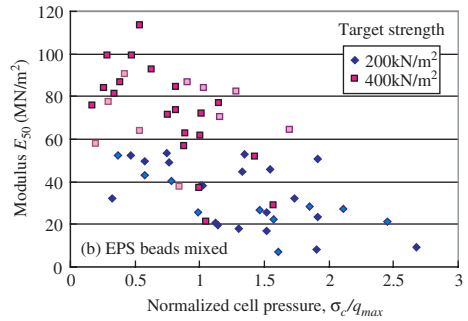 120
100
80
60
40
20
0
Modulus E50 (MN/m²)
Target strength
200kN/m²
400kN/m²
(b) EPS beads mixed
0 0.5 1 1.5 2 2.5 3
Normalized cell pressure, σc/qmax